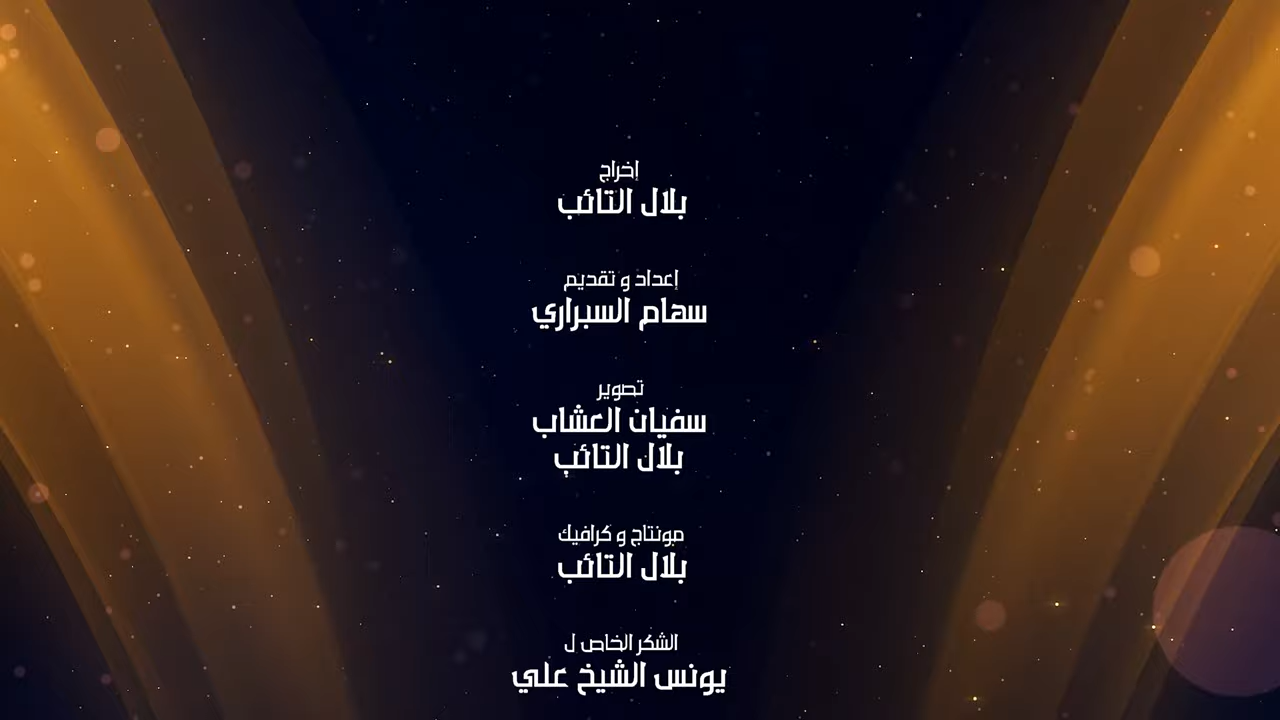 إخراج
بلال التائب
إعداد و تقديم
سهام السبراري
تصوير
سفيان العشاب
بلال التائب
مونتاج و كرافيك
بلال التائب
الشكر الخاص ل
يونس الشيخ علي